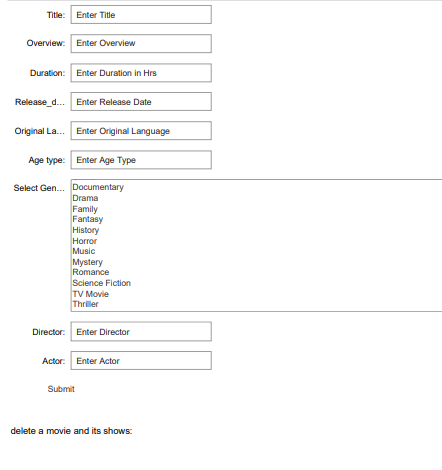 Title: Enter Title
Overview: Enter Overview
Duration: Enter Duration in Hrs
Release_d... Enter Release Date
Original La... Enter Original Language
Age type: Enter Age Type
Select Gen... Documentary
Drama
Family
Fantasy
History
Horror
Music
Mystery
Romance
Science Fiction
TV Movie
Thriller
Director: Enter Director
Actor: Enter Actor
Submit
delete a movie and its shows: